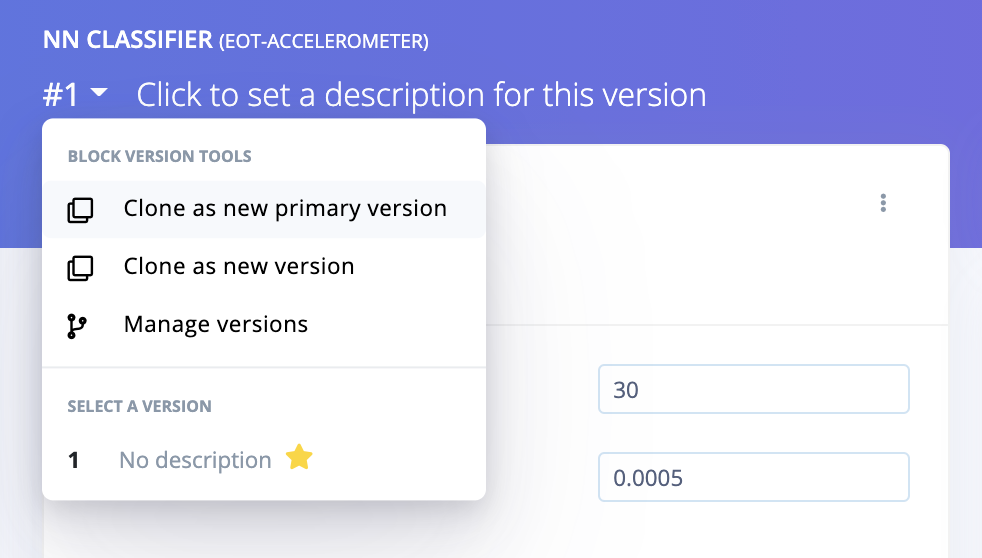 NN CLASSIFIER (EOT-ACCELEROMETER)
#1 Click to set a description for this version
BLOCK VERSION TOOLS
Clone as new primary version
Clone as new version
Manage versions
SELECT A VERSION
1 No description
30
0.0005